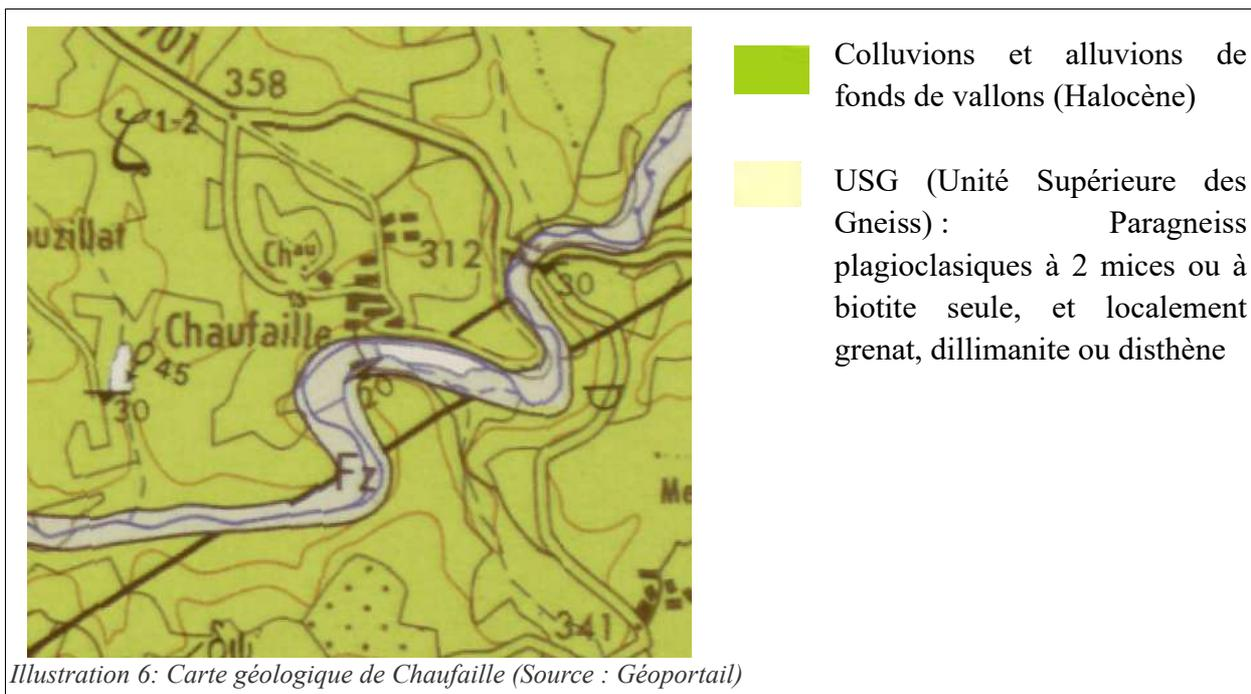 701
358
1-2
uzillat
Chau
312
30
Chaufaille
45
30
20
Fz
Me
341
Colluvions et alluvions de
fonds de vallons (Halocène)
USG (Unité Supérieure des
Gneiss) : Paragneiss
plagioclasiques à 2 mices ou à
biotite seule, et localement
grenat, dillimanite ou disthène
Illustration 6: Carte géologique de Chaufaille (Source : Géoportail)